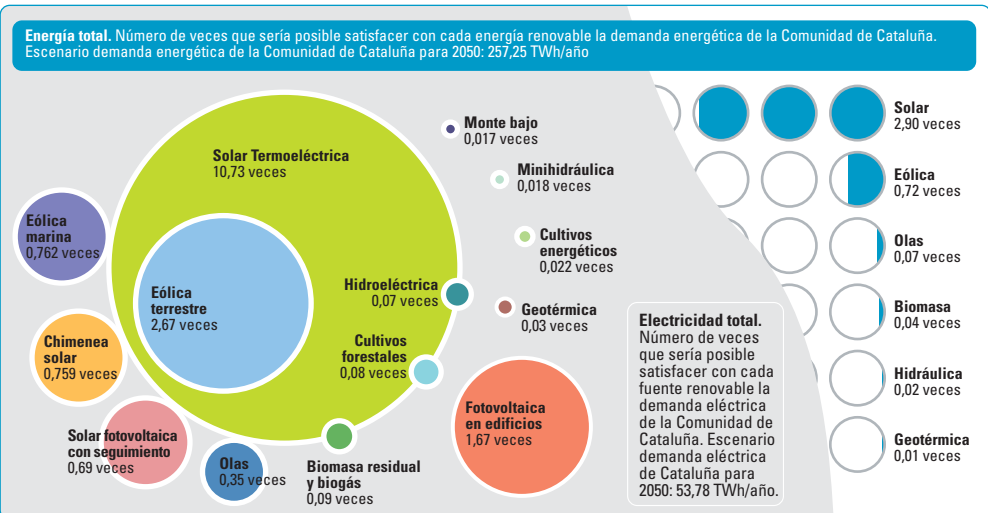 Energía total. Número de veces que sería posible satisfacer con cada energía renovable la demanda energética de la Comunidad de Cataluña.
Escenario demanda energética de la Comunidad de Cataluña para 2050: 257,25 TWh/año
Solar Termoeléctrica
10,73 veces
Monte bajo
0,017 veces
Minihidráulica
0,018 veces
Cultivos
energéticos
0,022 veces
Geotérmica
0,03 veces
Eólica
marina
0,762 veces
Eólica
terrestre
2,67 veces
Hidroeléctrica
0,07 veces
Cultivos
forestales
0,08 veces
Chimenea
solar
0,759 veces
Solar fotovoltaica
con seguimiento
0,69 veces
Olas
0,35 veces
Biomasa residual
y biogás
0,09 veces
Fotovoltaica
en edificios
1,67 veces
Electricidad total.
Número de veces
que sería posible
satisfacer con cada
fuente renovable la
demanda eléctrica
de la Comunidad de
Cataluña. Escenario
demanda eléctrica
de Cataluña para
2050: 53,78 TWh/año.
Solar
2,90 veces
Eólica
0,72 veces
Olas
0,07 veces
Biomasa
0,04 veces
Hidráulica
0,02 veces
Geotérmica
0,01 veces